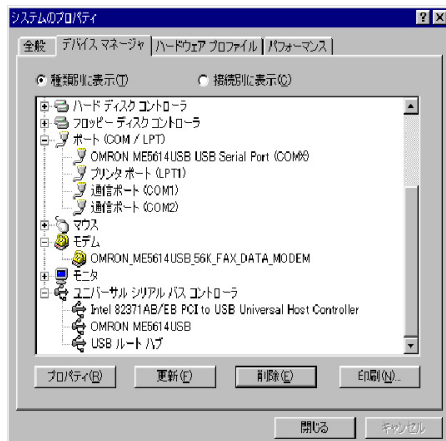 システムのプロパティ
全般 デバイス マネージャ ハードウェア プロファイル パフォーマンス
種類別に表示(T) 接続別に表示(C)
ハード ディスク コントローラ
フロッピー ディスク コントローラ
ポート (COM / LPT)
OMRON ME5614USB USB Serial Port (COM※)
プリンタ ポート (LPT1)
通信ポート (COM1)
通信ポート (COM2)
マウス
モデム
OMRON_ME5614USB_56K_FAX_DATA_MODEM
モニタ
ユニバーサル シリアル バス コントローラ
Intel 82371AB/EB PCI to USB Universal Host Controller
OMRON ME5614USB
USB ルート ハブ
プロパティ(R) 更新(F) 削除(E) 印刷(N)...
閉じる キャンセル